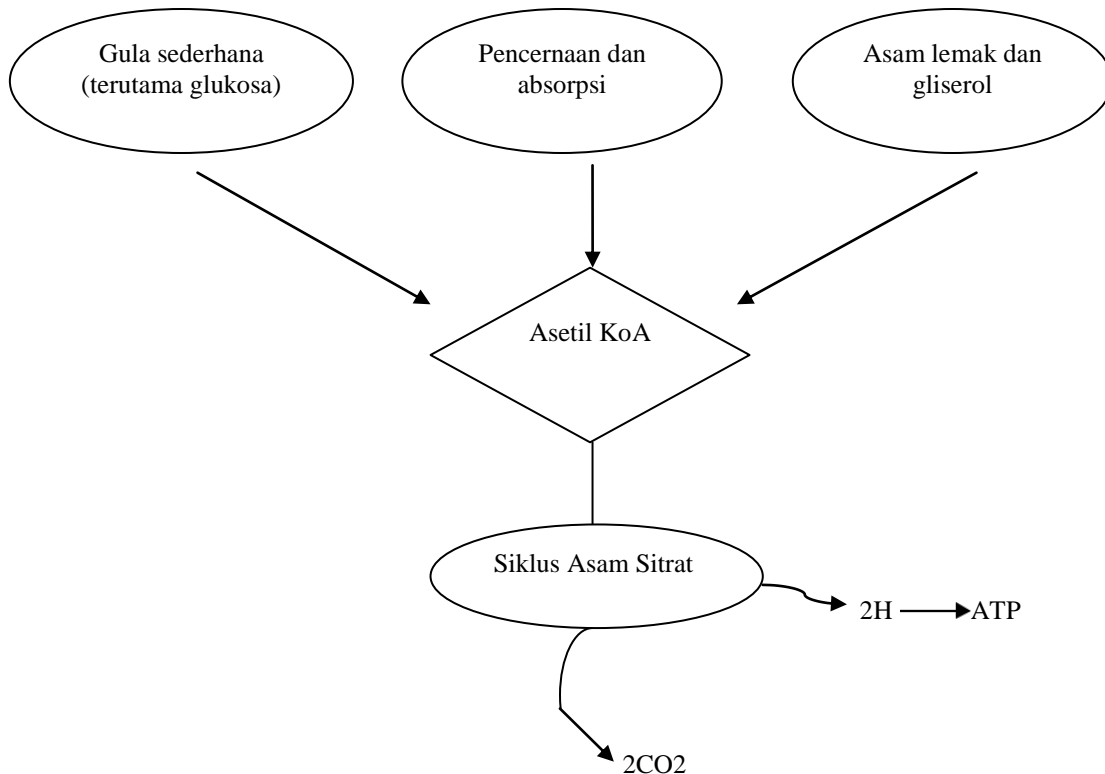 Gula sederhana
(terutama glukosa)
Pencernaan dan
absorpsi
Asam lemak dan
gliserol
Asetil KoA
Siklus Asam Sitrat
2H
ATP
2CO2